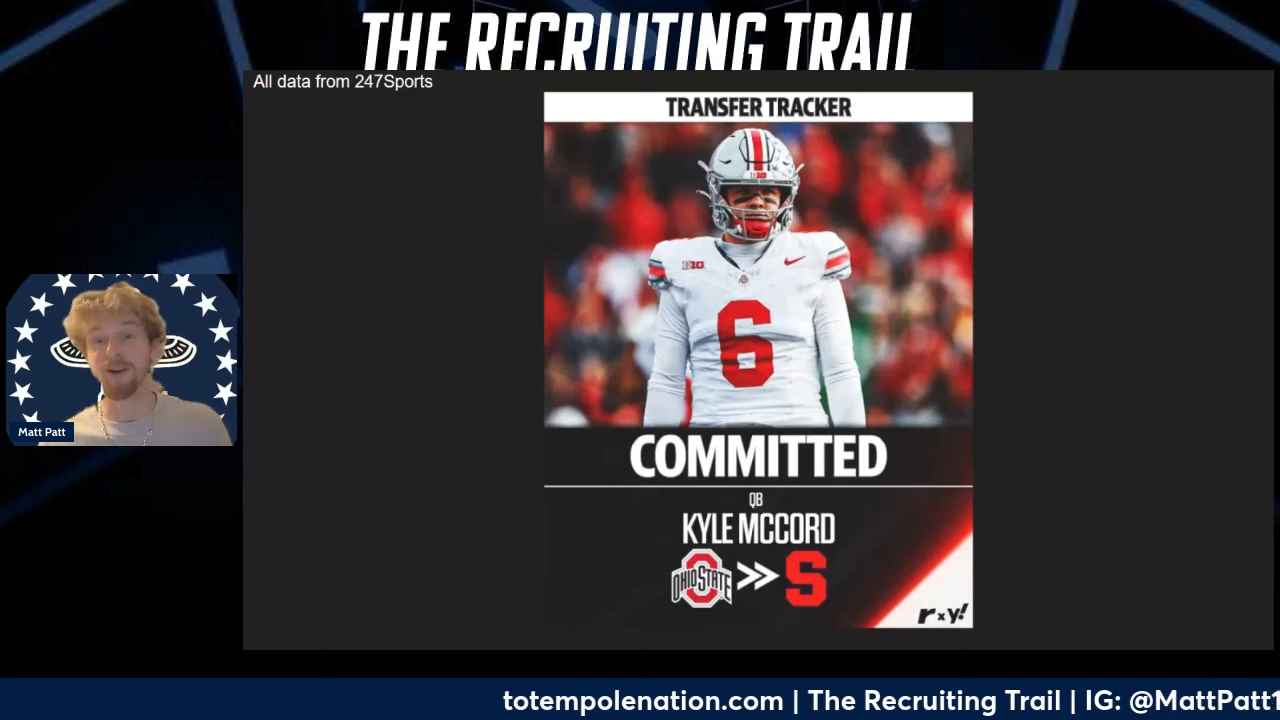 THE RECRUITING TRAIL
All data from 247Sports
TRANSFER TRACKER
B1G
B1G
6
COMMITTED
QB
KYLE MCCORD
OHIO STATE >> S
r x y!
Matt Patt
totempolenation.com | The Recruiting Trail | IG: @MattPatt1